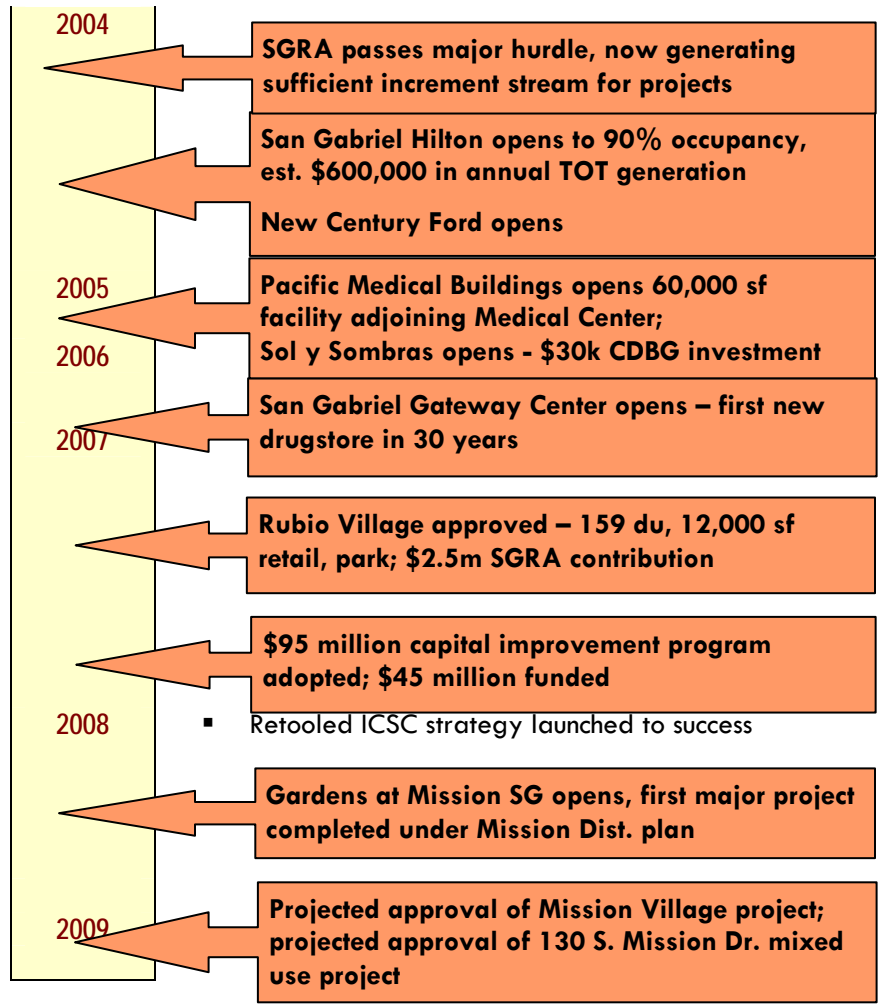 2004
SGRA passes major hurdle, now generating
sufficient increment stream for projects
San Gabriel Hilton opens to 90% occupancy,
est. $600,000 in annual TOT generation
New Century Ford opens
2005
Pacific Medical Buildings opens 60,000 sf
facility adjoining Medical Center;
2006
Sol y Sombras opens - $30k CDBG investment
San Gabriel Gateway Center opens – first new
drugstore in 30 years
2007
Rubio Village approved – 159 du, 12,000 sf
retail, park; $2.5m SGRA contribution
$95 million capital improvement program
adopted; $45 million funded
2008
▪ Retooled ICSC strategy launched to success
Gardens at Mission SG opens, first major project
completed under Mission Dist. plan
2009
Projected approval of Mission Village project;
projected approval of 130 S. Mission Dr. mixed
use project